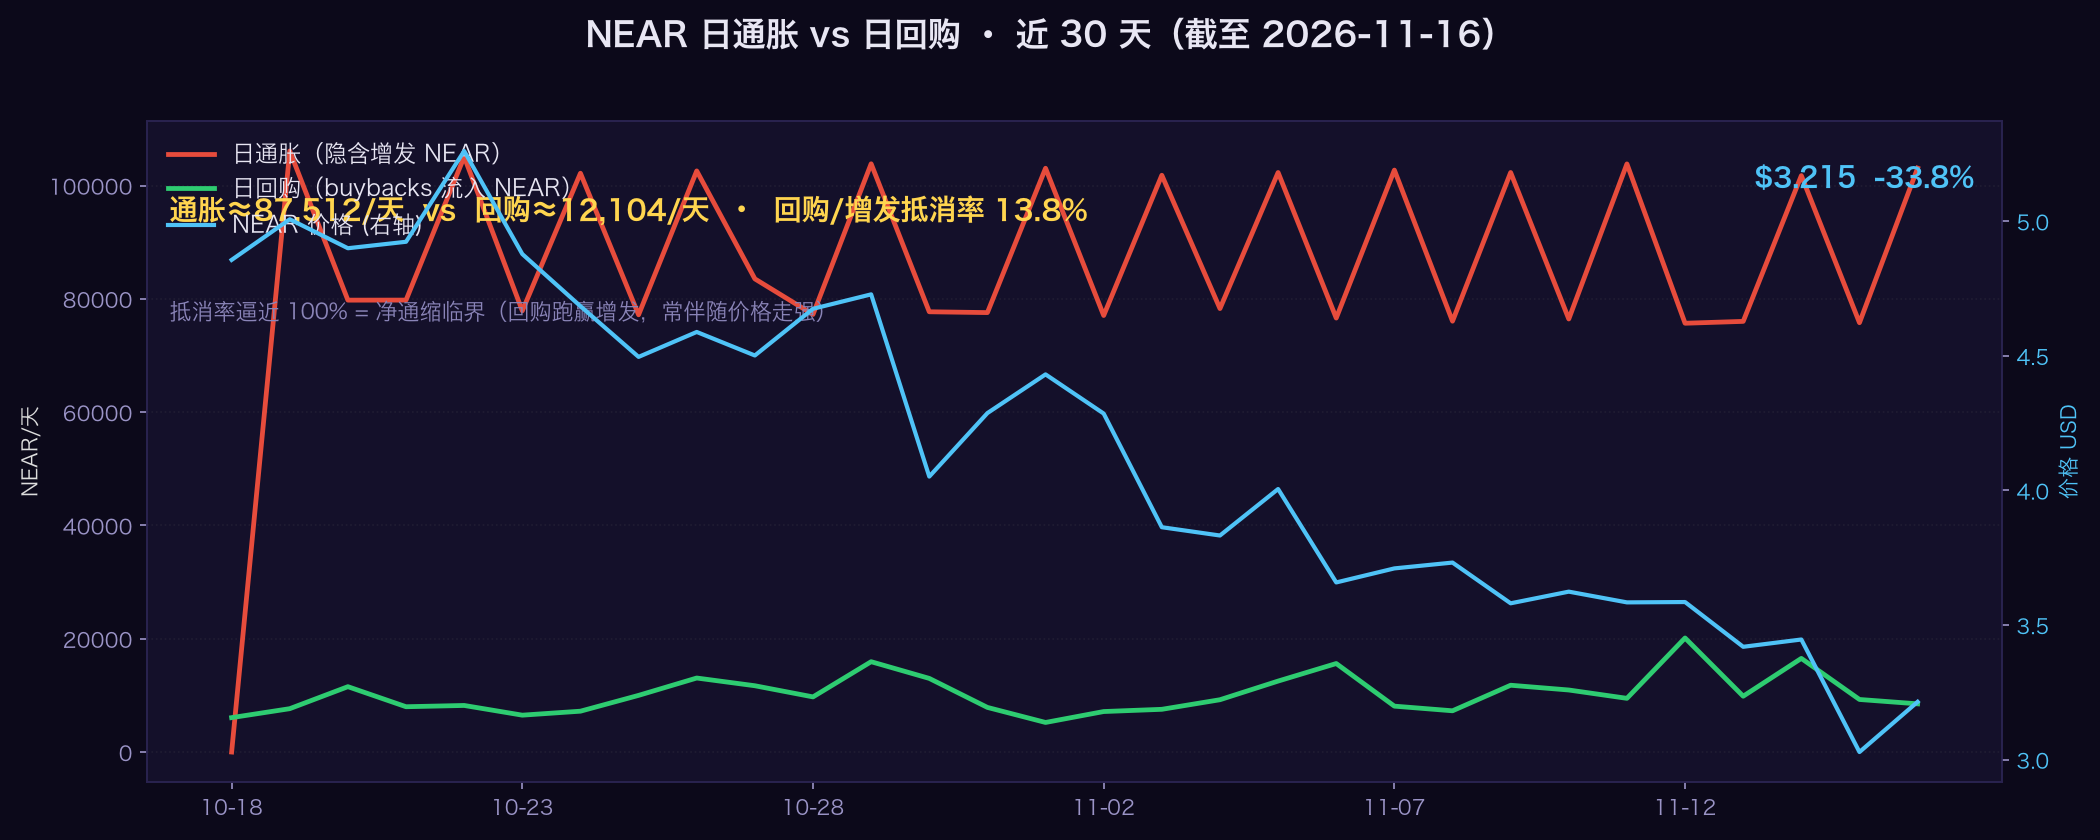 NEAR 日通胀 vs 日回购 · 近 30 天（截至 2026-11-16）
日通胀（隐含增发 NEAR）
日回购（buybacks 流入 NEAR）
NEAR 价格 (右轴)
通胀≈87,512/天 vs 回购≈12,104/天 · 回购/增发抵消率 13.8%
$3.215 -33.8%
抵消率逼近 100% = 净通缩临界（回购跑赢增发，常伴随价格走强）
NEAR/天
100000
80000
60000
40000
20000
0
5.0
4.5
4.0
3.5
3.0
价格 USD
10-18
10-23
10-28
11-02
11-07
11-12